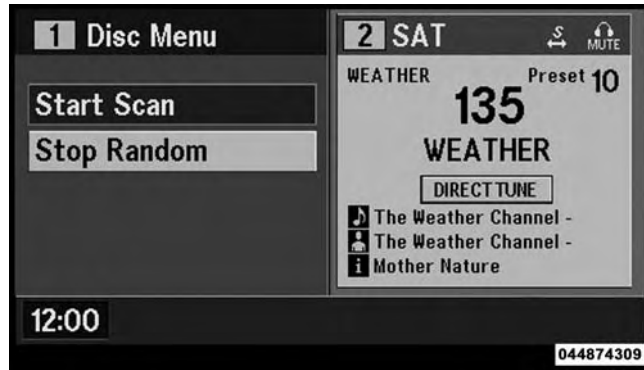 1 Disc Menu
Start Scan
Stop Random
2 SAT
S
MUTE
WEATHER Preset 10
135
WEATHER
DIRECT TUNE
The Weather Channel -
The Weather Channel -
i Mother Nature
12:00
044874309